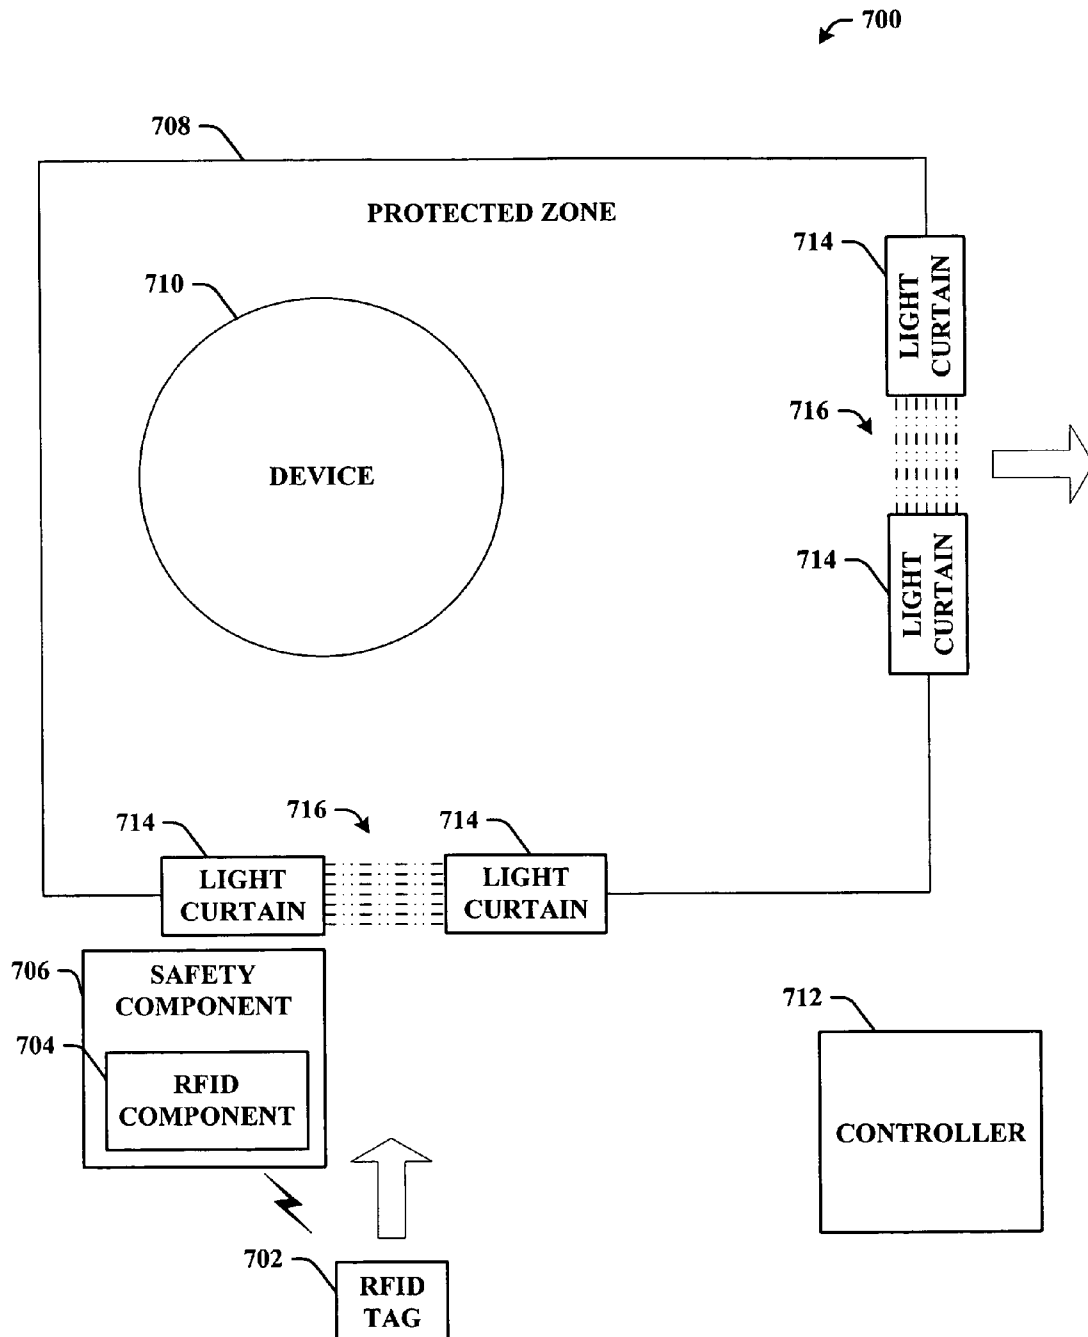 700
708
PROTECTED ZONE
714
LIGHT
CURTAIN
710
716
DEVICE
714
LIGHT
CURTAIN
716
714
714
LIGHT
CURTAIN
LIGHT
CURTAIN
706
SAFETY
COMPONENT
712
704
RFID
COMPONENT
CONTROLLER
702
RFID
TAG